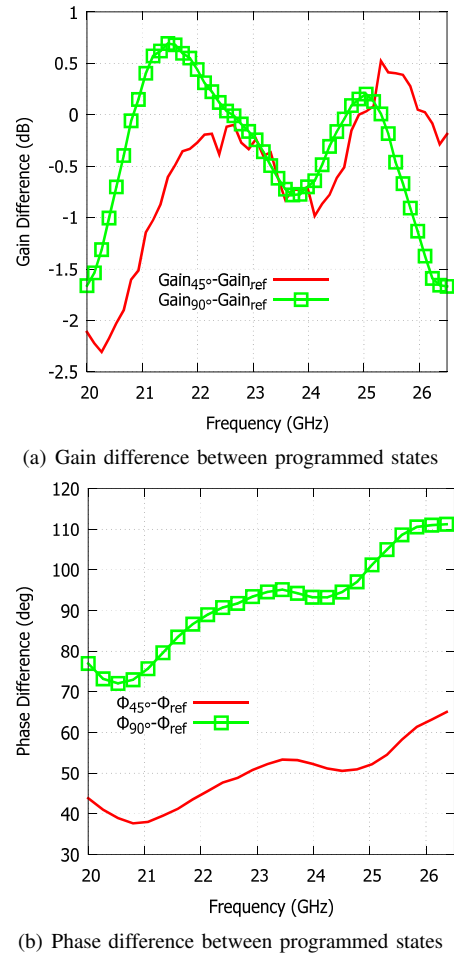 1
0.5
0
-0.5
-1
-1.5
-2
-2.5
Gain Difference (dB)
Gain45°-Gainref
Gain90°-Gainref
20 21 22 23 24 25 26
Frequency (GHz)
(a) Gain difference between programmed states
120
110
100
90
80
70
60
50
40
30
Phase Difference (deg)
Φ45°-Φref
Φ90°-Φref
20 21 22 23 24 25 26
Frequency (GHz)
(b) Phase difference between programmed states